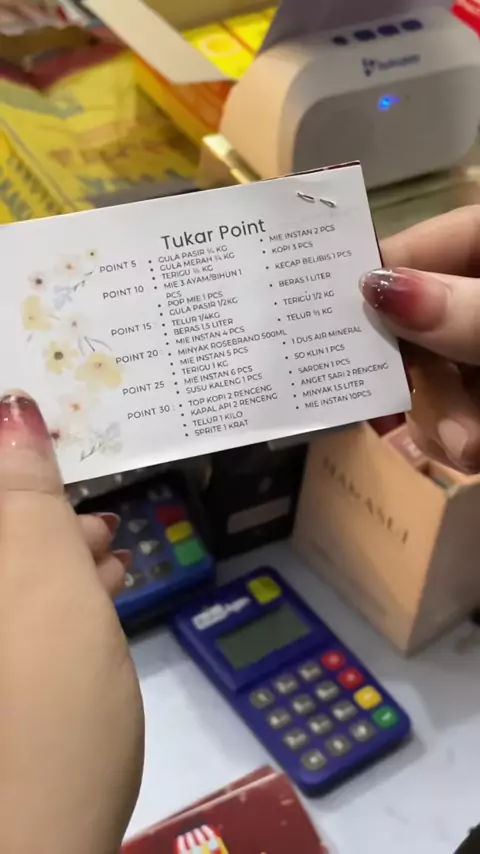 Tukar Point
POINT 5
• GULA PASIR ¼ KG
• GULA MERAH ¼ KG
• TERIGU ¼ KG
• MIE INSTAN 2 PCS
• KOPI 3 PCS
POINT 10
• MIE 3 AYAM/BIHUN 1 PCS
• POP MIE 1 PCS
• GULA PASIR 1/2KG
• KECAP BELIBIS 1 PCS
• BERAS 1 LITER
POINT 15 :
• TELUR 1/4KG
• BERAS 1,5 LITER
• MIE INSTAN 4 PCS
• TERIGU 1/2 KG
• TELUR ½ KG
POINT 20 :
• MINYAK ROSEBRAND 500ML
• MIE INSTAN 5 PCS
• TERIGU 1 KG
• 1 DUS AIR MINERAL
• SO KLIN 1 PCS
POINT 25
• MIE INSTAN 6 PCS
• SUSU KALENG 1 PCS
• SARDEN 1 PCS
POINT 30 :
• TOP KOPI 2 RENCENG
• KAPAL API 2 RENCENG
• TELUR 1 KILO
• SPRITE 1 KRAT
• ANGET SARI 2 RENCENG
• MINYAK 1,5 LITER
• MIE INSTAN 10PCS